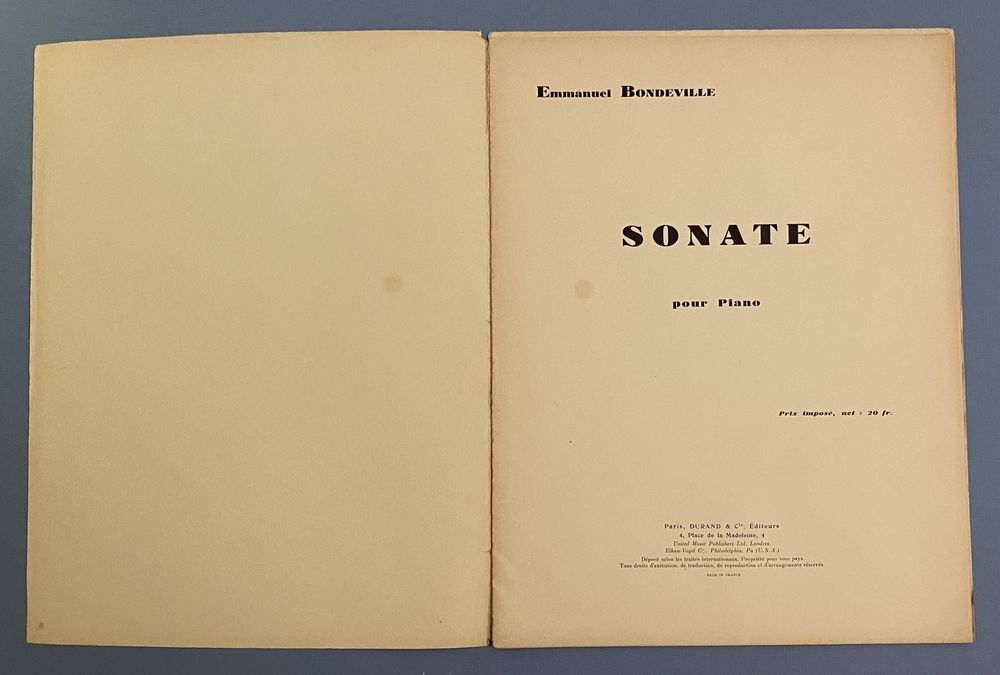 Emmanuel BONDEVILLE
SONATE
pour Piano
Prix imposé, net : 20 fr.
Paris, DURAND & Cie, Éditeurs
4, Place de la Madeleine, 4
United Music Publishers Ltd. Londres.
Elkan-Vogel Co., Philadelphia, Pa (U. S. A.)
Déposé selon les traités internationaux. Propriété pour tous pays.
Tous droits d'exécution, de traduction, de reproduction et d'arrangements réservés.
MADE IN FRANCE